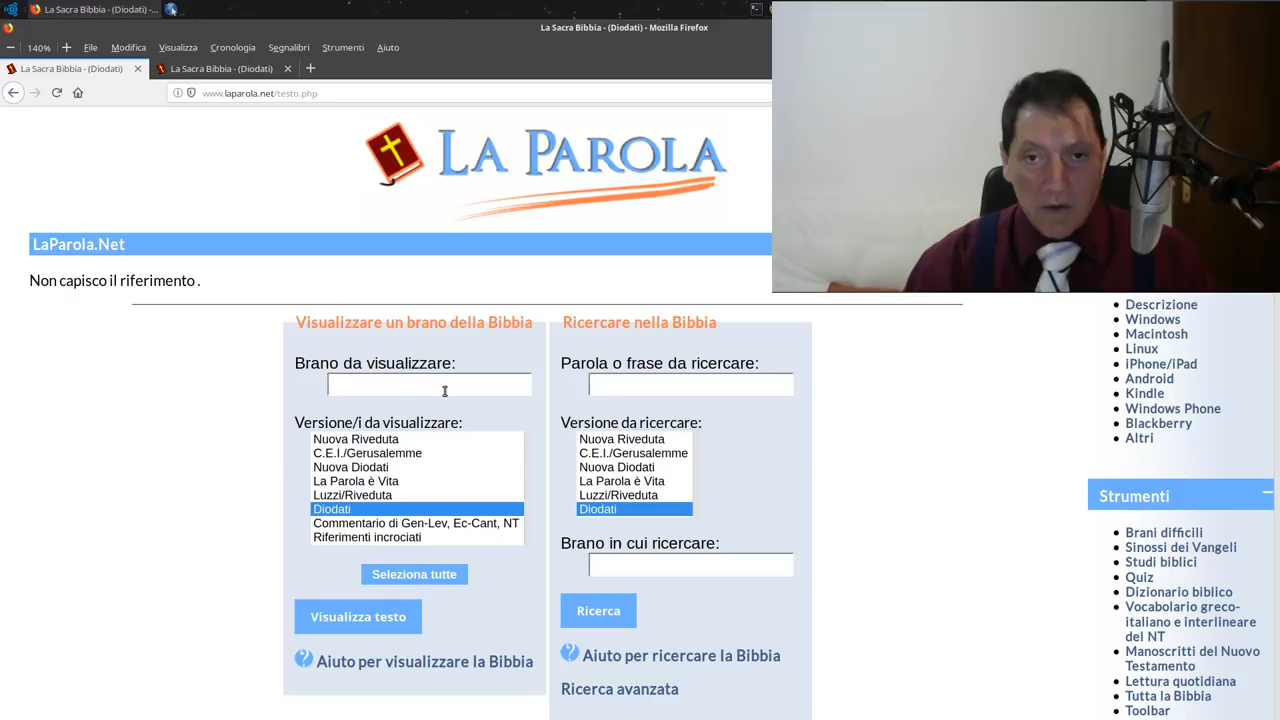 La Sacra Bibbia - (Diodati) -...
La Sacra Bibbia - (Diodati) - Mozilla Firefox
140% File Modifica Visualizza Cronologia Segnalibri Strumenti Aiuto
La Sacra Bibbia - (Diodati)
La Sacra Bibbia - (Diodati)
www.laparola.net/testo.php
LA PAROLA
LaParola.Net
Non capisco il riferimento .
Visualizzare un brano della Bibbia
Brano da visualizzare:
Versione/i da visualizzare:
Nuova Riveduta
C.E.I./Gerusalemme
Nuova Diodati
La Parola è Vita
Luzzi/Riveduta
Diodati
Commentario di Gen-Lev, Ec-Cant, NT
Riferimenti incrociati
Seleziona tutte
Visualizza testo
Aiuto per visualizzare la Bibbia
Ricercare nella Bibbia
Parola o frase da ricercare:
Versione da ricercare:
Nuova Riveduta
C.E.I./Gerusalemme
Nuova Diodati
La Parola è Vita
Luzzi/Riveduta
Diodati
Brano in cui ricercare:
Ricerca
Aiuto per ricercare la Bibbia
Ricerca avanzata
Descrizione
Windows
Macintosh
Linux
iPhone/iPad
Android
Kindle
Windows Phone
Blackberry
Altri
Strumenti
Brani difficili
Sinossi dei Vangeli
Studi biblici
Quiz
Dizionario biblico
Vocabolario greco-
italiano e interlineare
del NT
Manoscritti del Nuovo
Testamento
Lettura quotidiana
Tutta la Bibbia
Toolbar